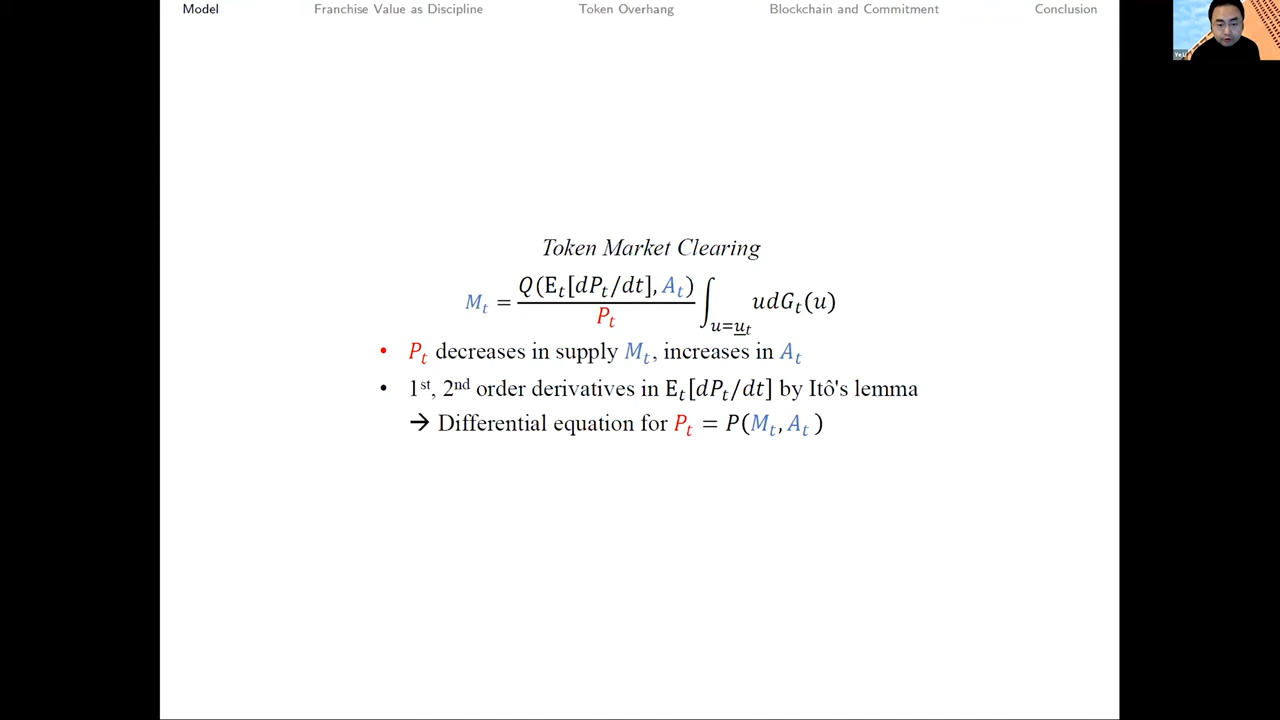 Model Franchise Value as Discipline Token Overhang Blockchain and Commitment Conclusion
Token Market Clearing
M_t = Q(E_t[dP_t/dt], A_t) / P_t ∫_{u=u̲_t} udG_t(u)
• P_t decreases in supply M_t, increases in A_t
• 1st, 2nd order derivatives in E_t[dP_t/dt] by Itô's lemma
→ Differential equation for P_t = P(M_t, A_t)